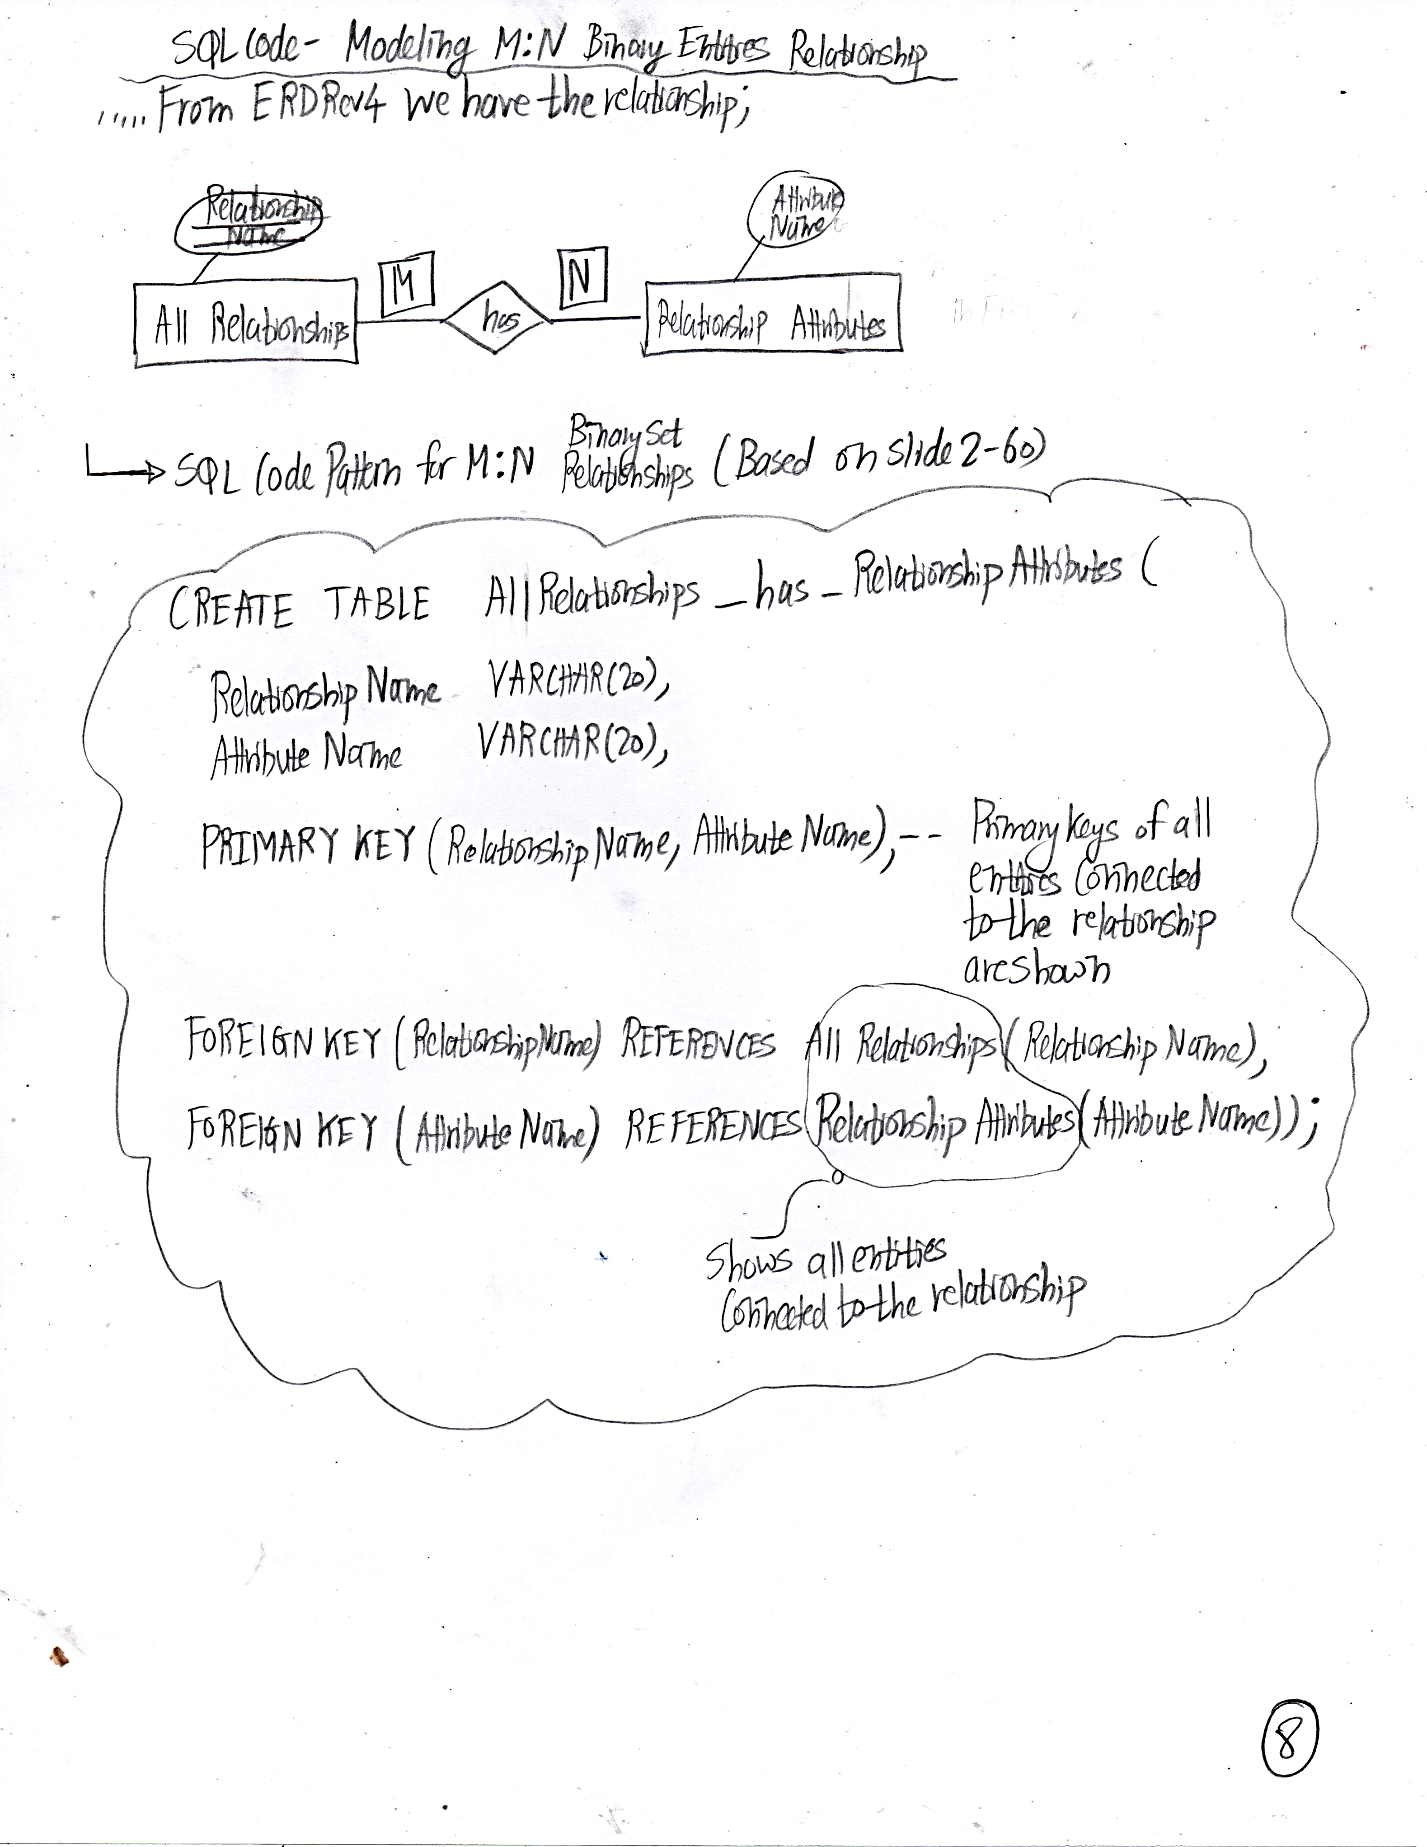 SQL Code - Modeling M:N Binary Entities Relationship
..... From ERDRev4 we have the relationship;
Relationship
Name
Attribute
Name
All Relationships
M
has
N
Relationship Attributes
SQL Code Pattern for M:N Binary Set Relationships (Based on slide 2-60)
CREATE TABLE All Relationships _ has _ Relationship Attributes (
Relationship Name VARCHAR(20),
Attribute Name VARCHAR(20),
PRIMARY KEY (Relationship Name, Attribute Name), -- Primary Keys of all
entities connected
to the relationship
are shown
FOREIGN KEY (Relationship Name) REFERENCES All Relationships (Relationship Name),
FOREIGN KEY (Attribute Name) REFERENCES Relationship Attributes (Attribute Name));
Shows all entities
connected to the relationship
8